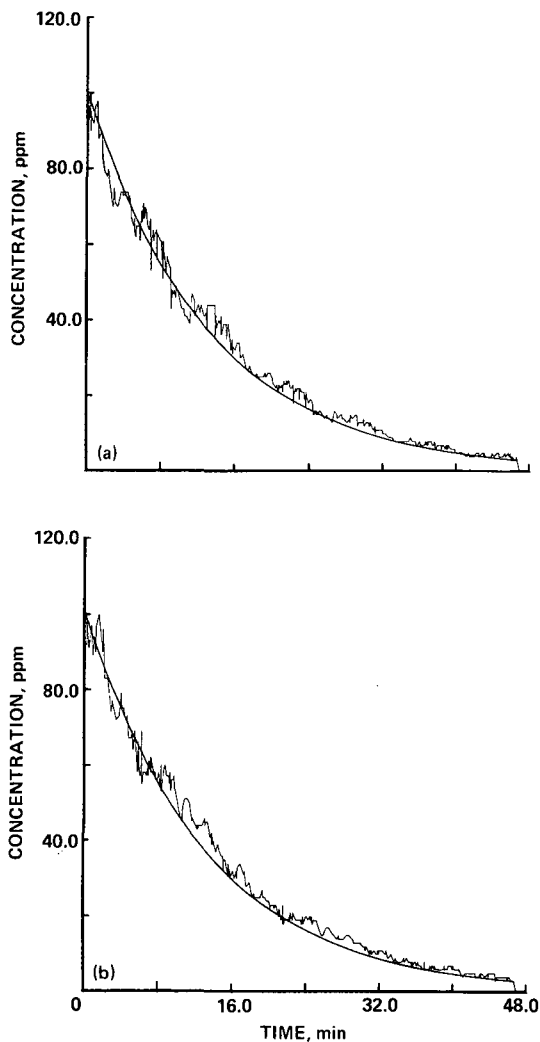 120.0
80.0
40.0
CONCENTRATION, ppm
(a)
120.0
80.0
40.0
CONCENTRATION, ppm
(b)
0 16.0 32.0 48.0
TIME, min